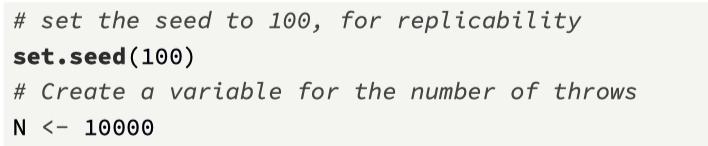 # set the seed to 100, for replicability
set.seed(100)
# Create a variable for the number of throws
N <- 10000